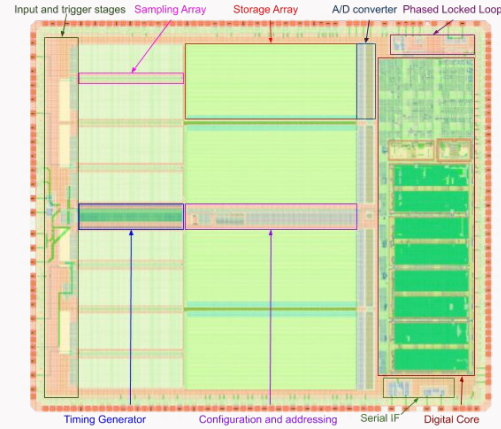 Input and trigger stages Sampling Array Storage Array A/D converter Phased Locked Loop
Timing Generator Configuration and addressing Serial IF Digital Core